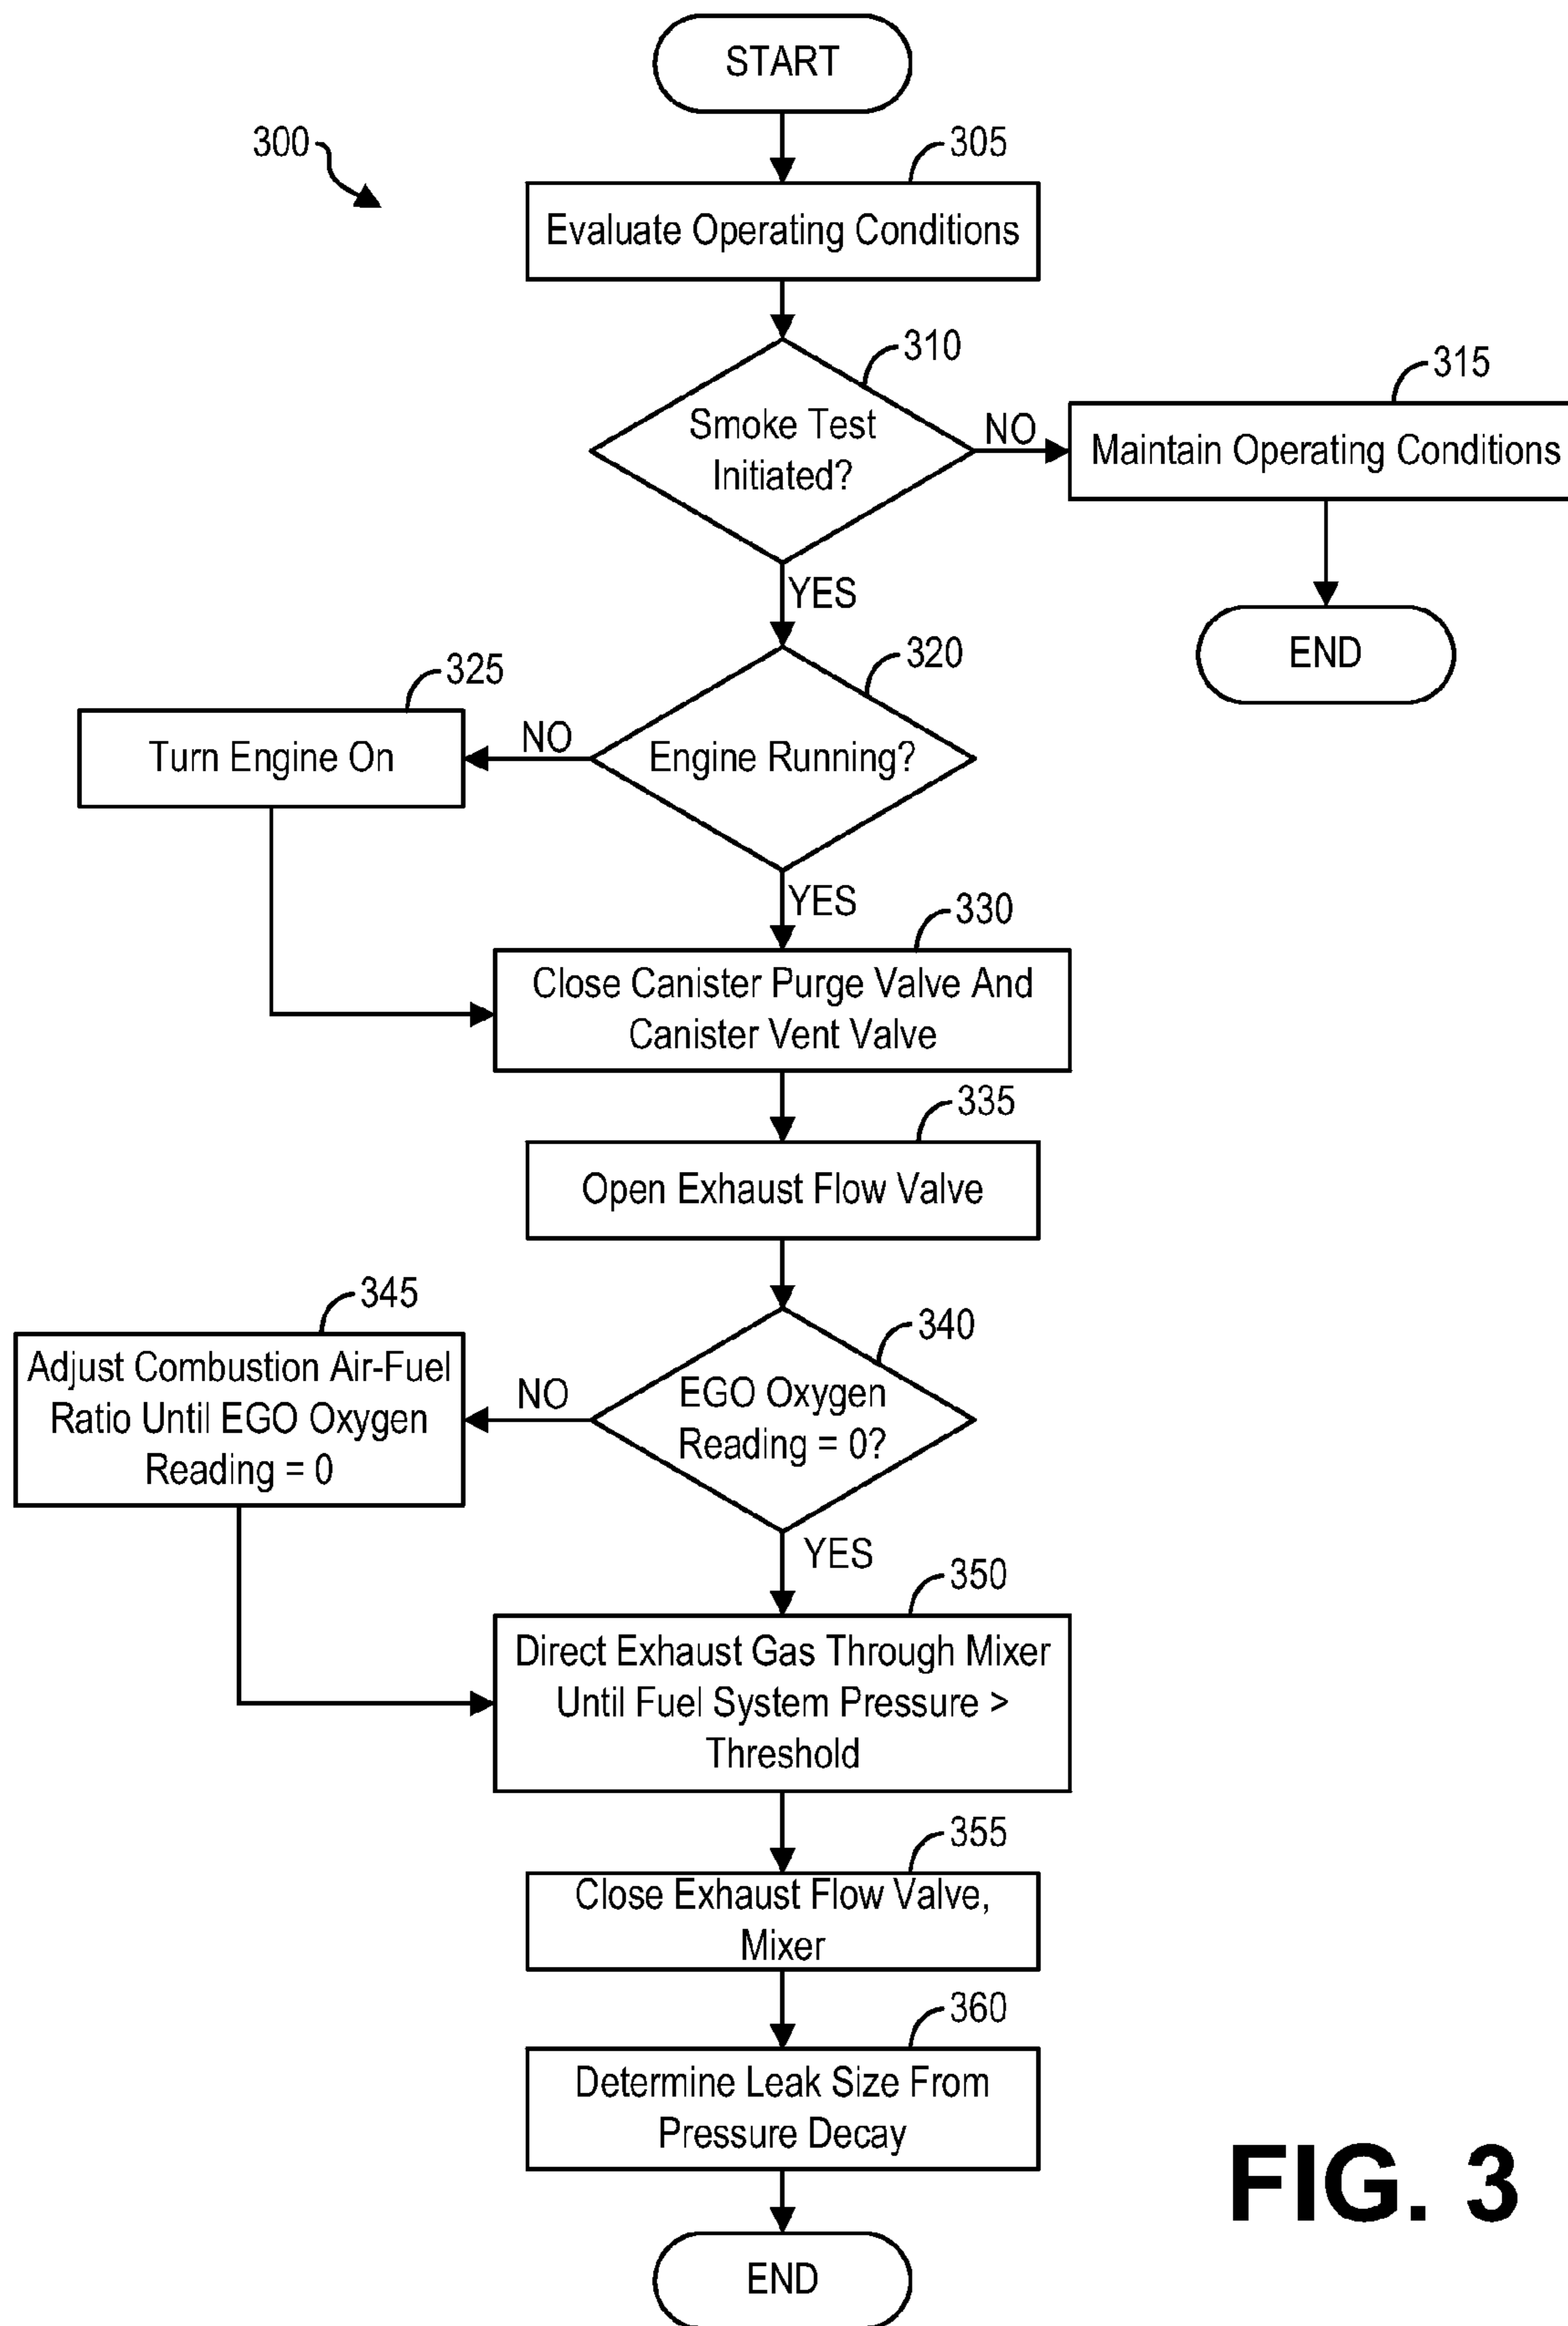 START
300
305
Evaluate Operating Conditions
310
Smoke Test
Initiated?
NO
315
Maintain Operating Conditions
END
YES
320
Engine Running?
NO
325
Turn Engine On
YES
330
Close Canister Purge Valve And
Canister Vent Valve
335
Open Exhaust Flow Valve
340
EGO Oxygen
Reading = 0?
NO
345
Adjust Combustion Air-Fuel
Ratio Until EGO Oxygen
Reading = 0
YES
350
Direct Exhaust Gas Through Mixer
Until Fuel System Pressure >
Threshold
355
Close Exhaust Flow Valve,
Mixer
360
Determine Leak Size From
Pressure Decay
END
FIG. 3